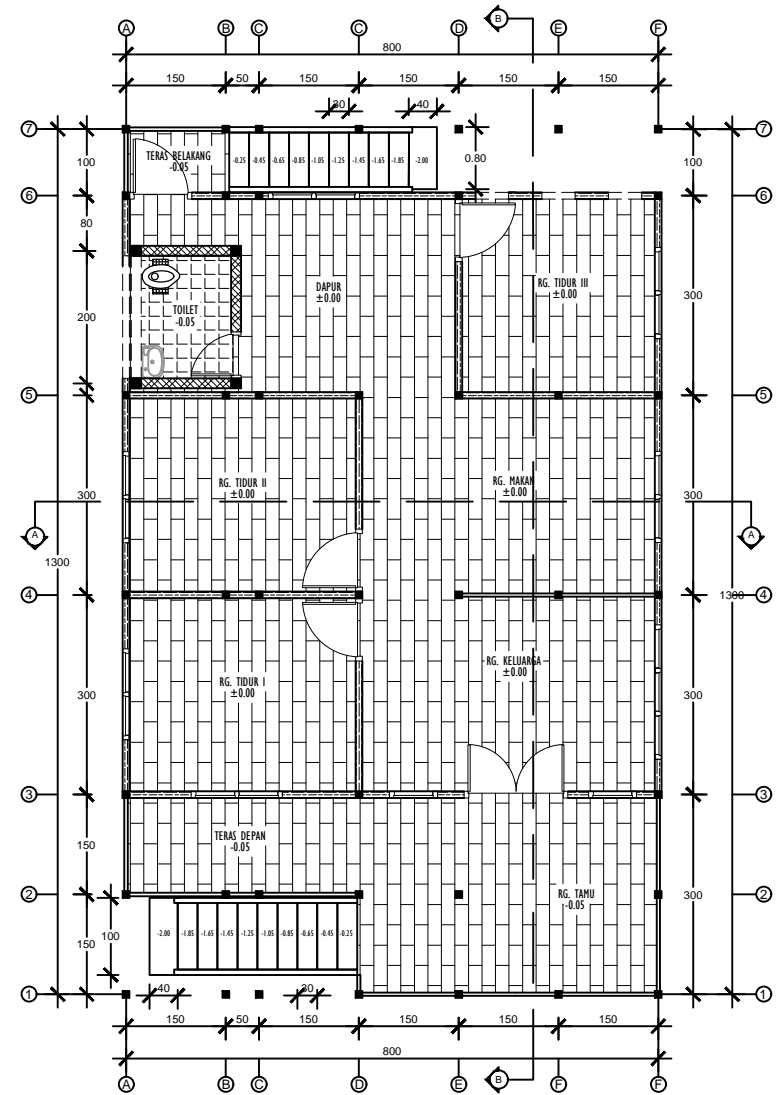 B
A B C C D E F
800
150 50 150 150 150 150
30 40
7 7
100 0.80 100
TERAS BELAKANG
-0.05
-0.25 -0.45 -0.65 -0.85 -1.05 -1.25 -1.45 -1.65 -1.85 -2.00
6 6
80
DAPUR
±0.00
RG. TIDUR III
±0.00
300
200
TOILET
-0.05
5 5
RG. TIDUR II
±0.00
RG. MAKAN
±0.00
300 300
A A
1300 1300
4 4
RG. KELUARGA
±0.00
RG. TIDUR I
±0.00
300 300
3 3
TERAS DEPAN
-0.05
150
RG. TAMU
-0.05
300
2 2
-2.00 -1.85 -1.65 -1.45 -1.25 -1.05 -0.85 -0.65 -0.45 -0.25
150 100
40 30
1 1
150 50 150 150 150 150
800
A B C D E F F
B